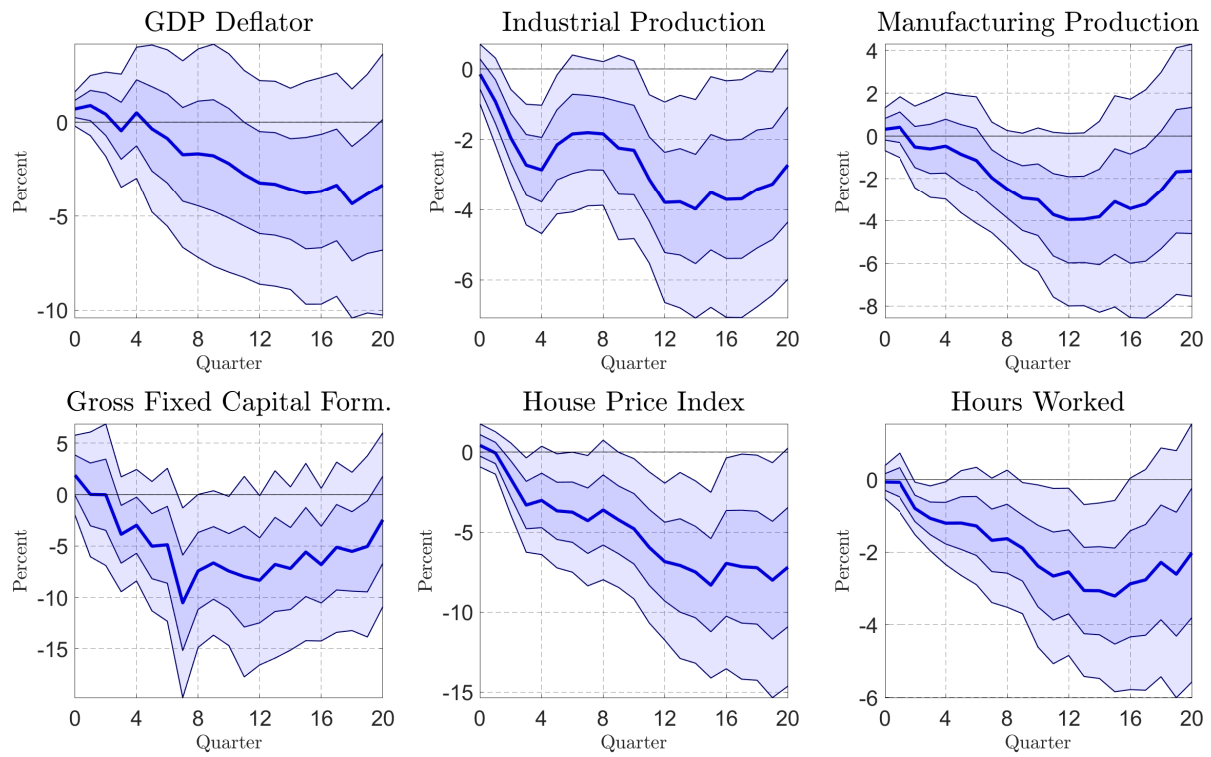 GDP Deflator
Percent
0
-5
-10
0 4 8 12 16 20
Quarter
Industrial Production
Percent
0
-2
-4
-6
0 4 8 12 16 20
Quarter
Manufacturing Production
Percent
4
2
0
-2
-4
-6
-8
0 4 8 12 16 20
Quarter
Gross Fixed Capital Form.
Percent
5
0
-5
-10
-15
0 4 8 12 16 20
Quarter
House Price Index
Percent
0
-5
-10
-15
0 4 8 12 16 20
Quarter
Hours Worked
Percent
0
-2
-4
-6
0 4 8 12 16 20
Quarter